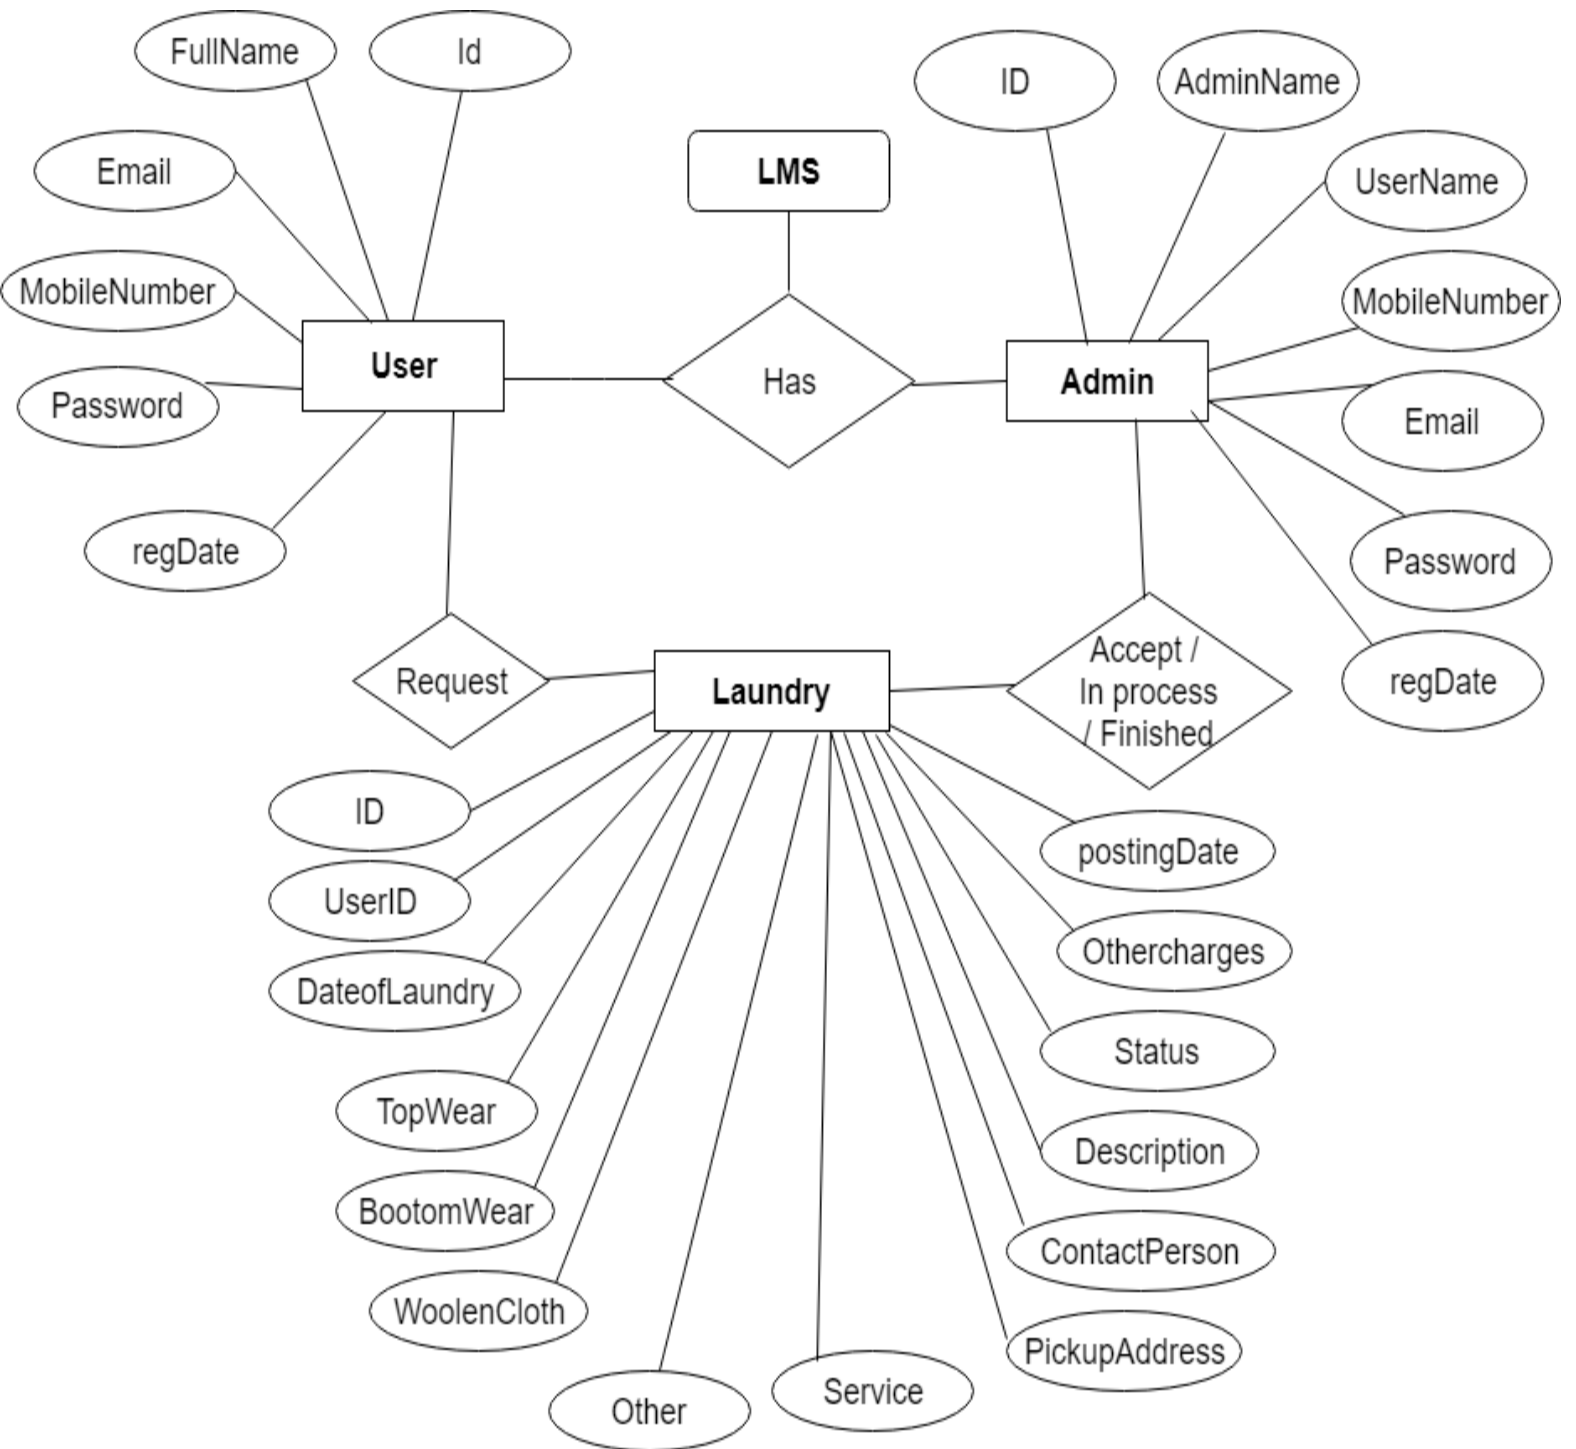 FullName
Id
ID
AdminName
Email
LMS
UserName
MobileNumber
MobileNumber
User
Has
Admin
Password
Email
regDate
Password
Request
Laundry
Accept /
In process
/ Finished
regDate
ID
postingDate
UserID
Othercharges
DateofLaundry
Status
TopWear
Description
BootomWear
ContactPerson
WoolenCloth
PickupAddress
Other
Service